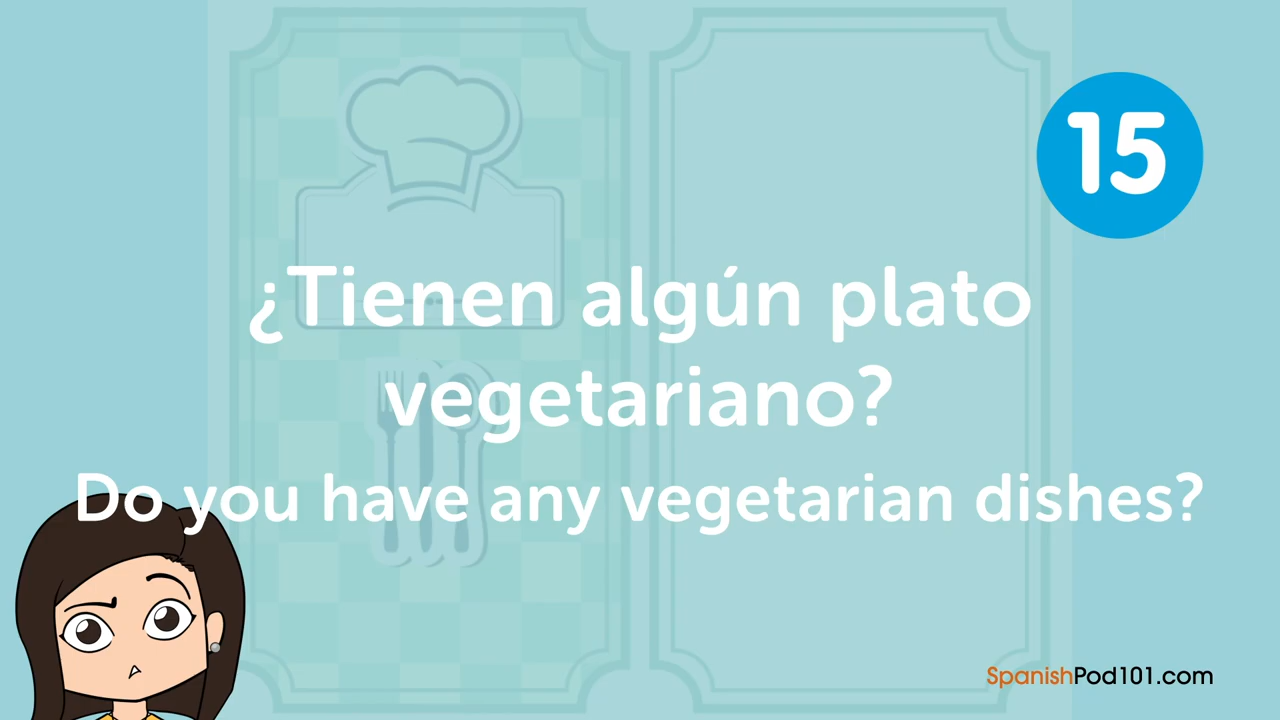 15
¿Tienen algún plato
vegetariano?
Do you have any vegetarian dishes?
SpanishPod101.com